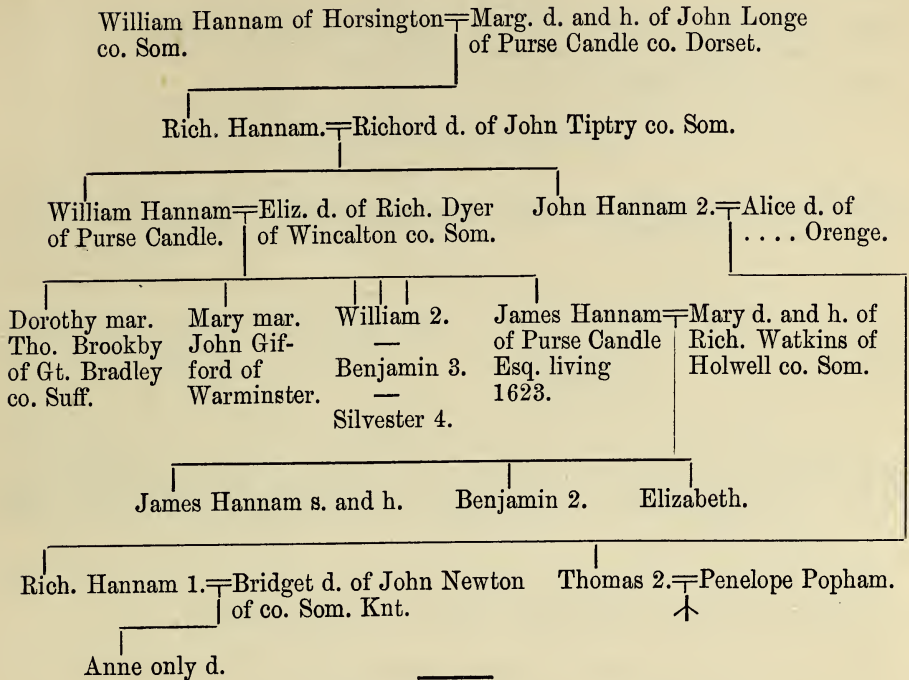 William Hannam of Horsington=Marg. d. and h. of John Longe
co. Som. of Purse Candle co. Dorset.
Rich. Hannam.=Richord d. of John Tiptry co. Som.
William Hannam=Eliz. d. of Rich. Dyer
of Purse Candle. of Wincalton co. Som.
John Hannam 2.=Alice d. of
. . . . Orenge.
Dorothy mar.
Tho. Brookby
of Gt. Bradley
co. Suff.
Mary mar.
John Gif-
ford of
Warminster.
William 2.
—
Benjamin 3.
—
Silvester 4.
James Hannam=Mary d. and h. of
of Purse Candle Rich. Watkins of
Esq. living Holwell co. Som.
1623.
James Hannam s. and h. Benjamin 2. Elizabeth.
Rich. Hannam 1.=Bridget d. of John Newton
of co. Som. Knt.
Thomas 2.=Penelope Popham.
Anne only d.